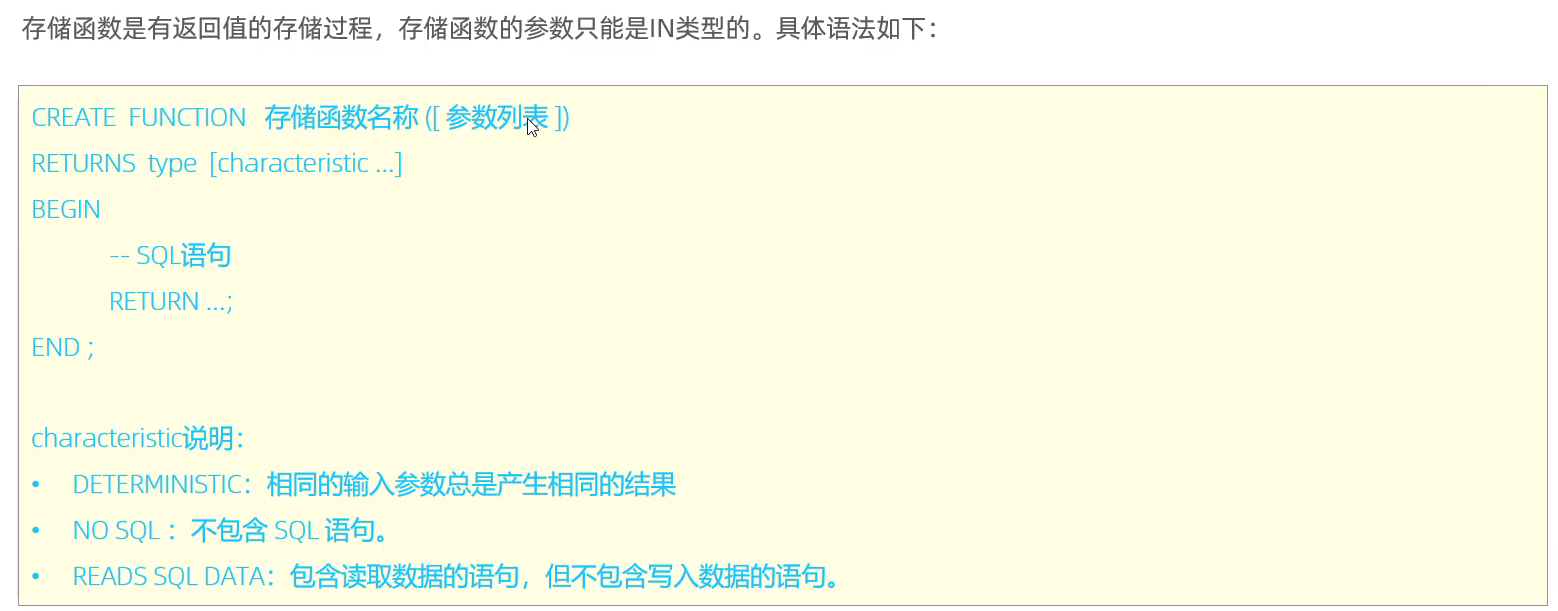 存储函数是有返回值的存储过程，存储函数的参数只能是IN类型的。具体语法如下：
CREATE FUNCTION 存储函数名称 ([ 参数列表 ])
RETURNS type [characteristic ...]
BEGIN
-- SQL语句
RETURN ...;
END ;
characteristic说明：
• DETERMINISTIC：相同的输入参数总是产生相同的结果
• NO SQL ：不包含 SQL 语句。
• READS SQL DATA：包含读取数据的语句，但不包含写入数据的语句。